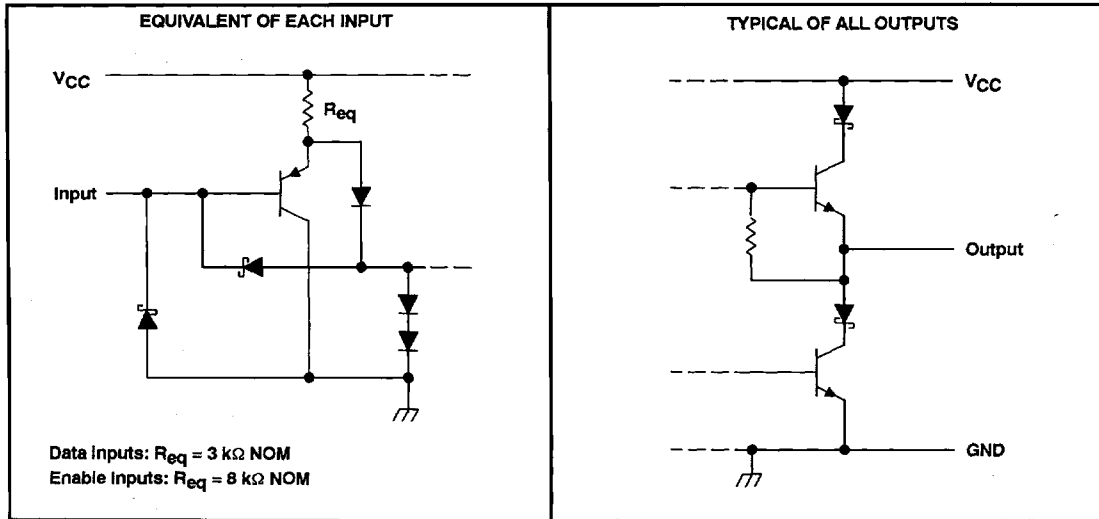 EQUIVALENT OF EACH INPUT
VCC
Req
Input
Data Inputs: Req = 3 kΩ NOM
Enable Inputs: Req = 8 kΩ NOM
TYPICAL OF ALL OUTPUTS
VCC
Output
GND